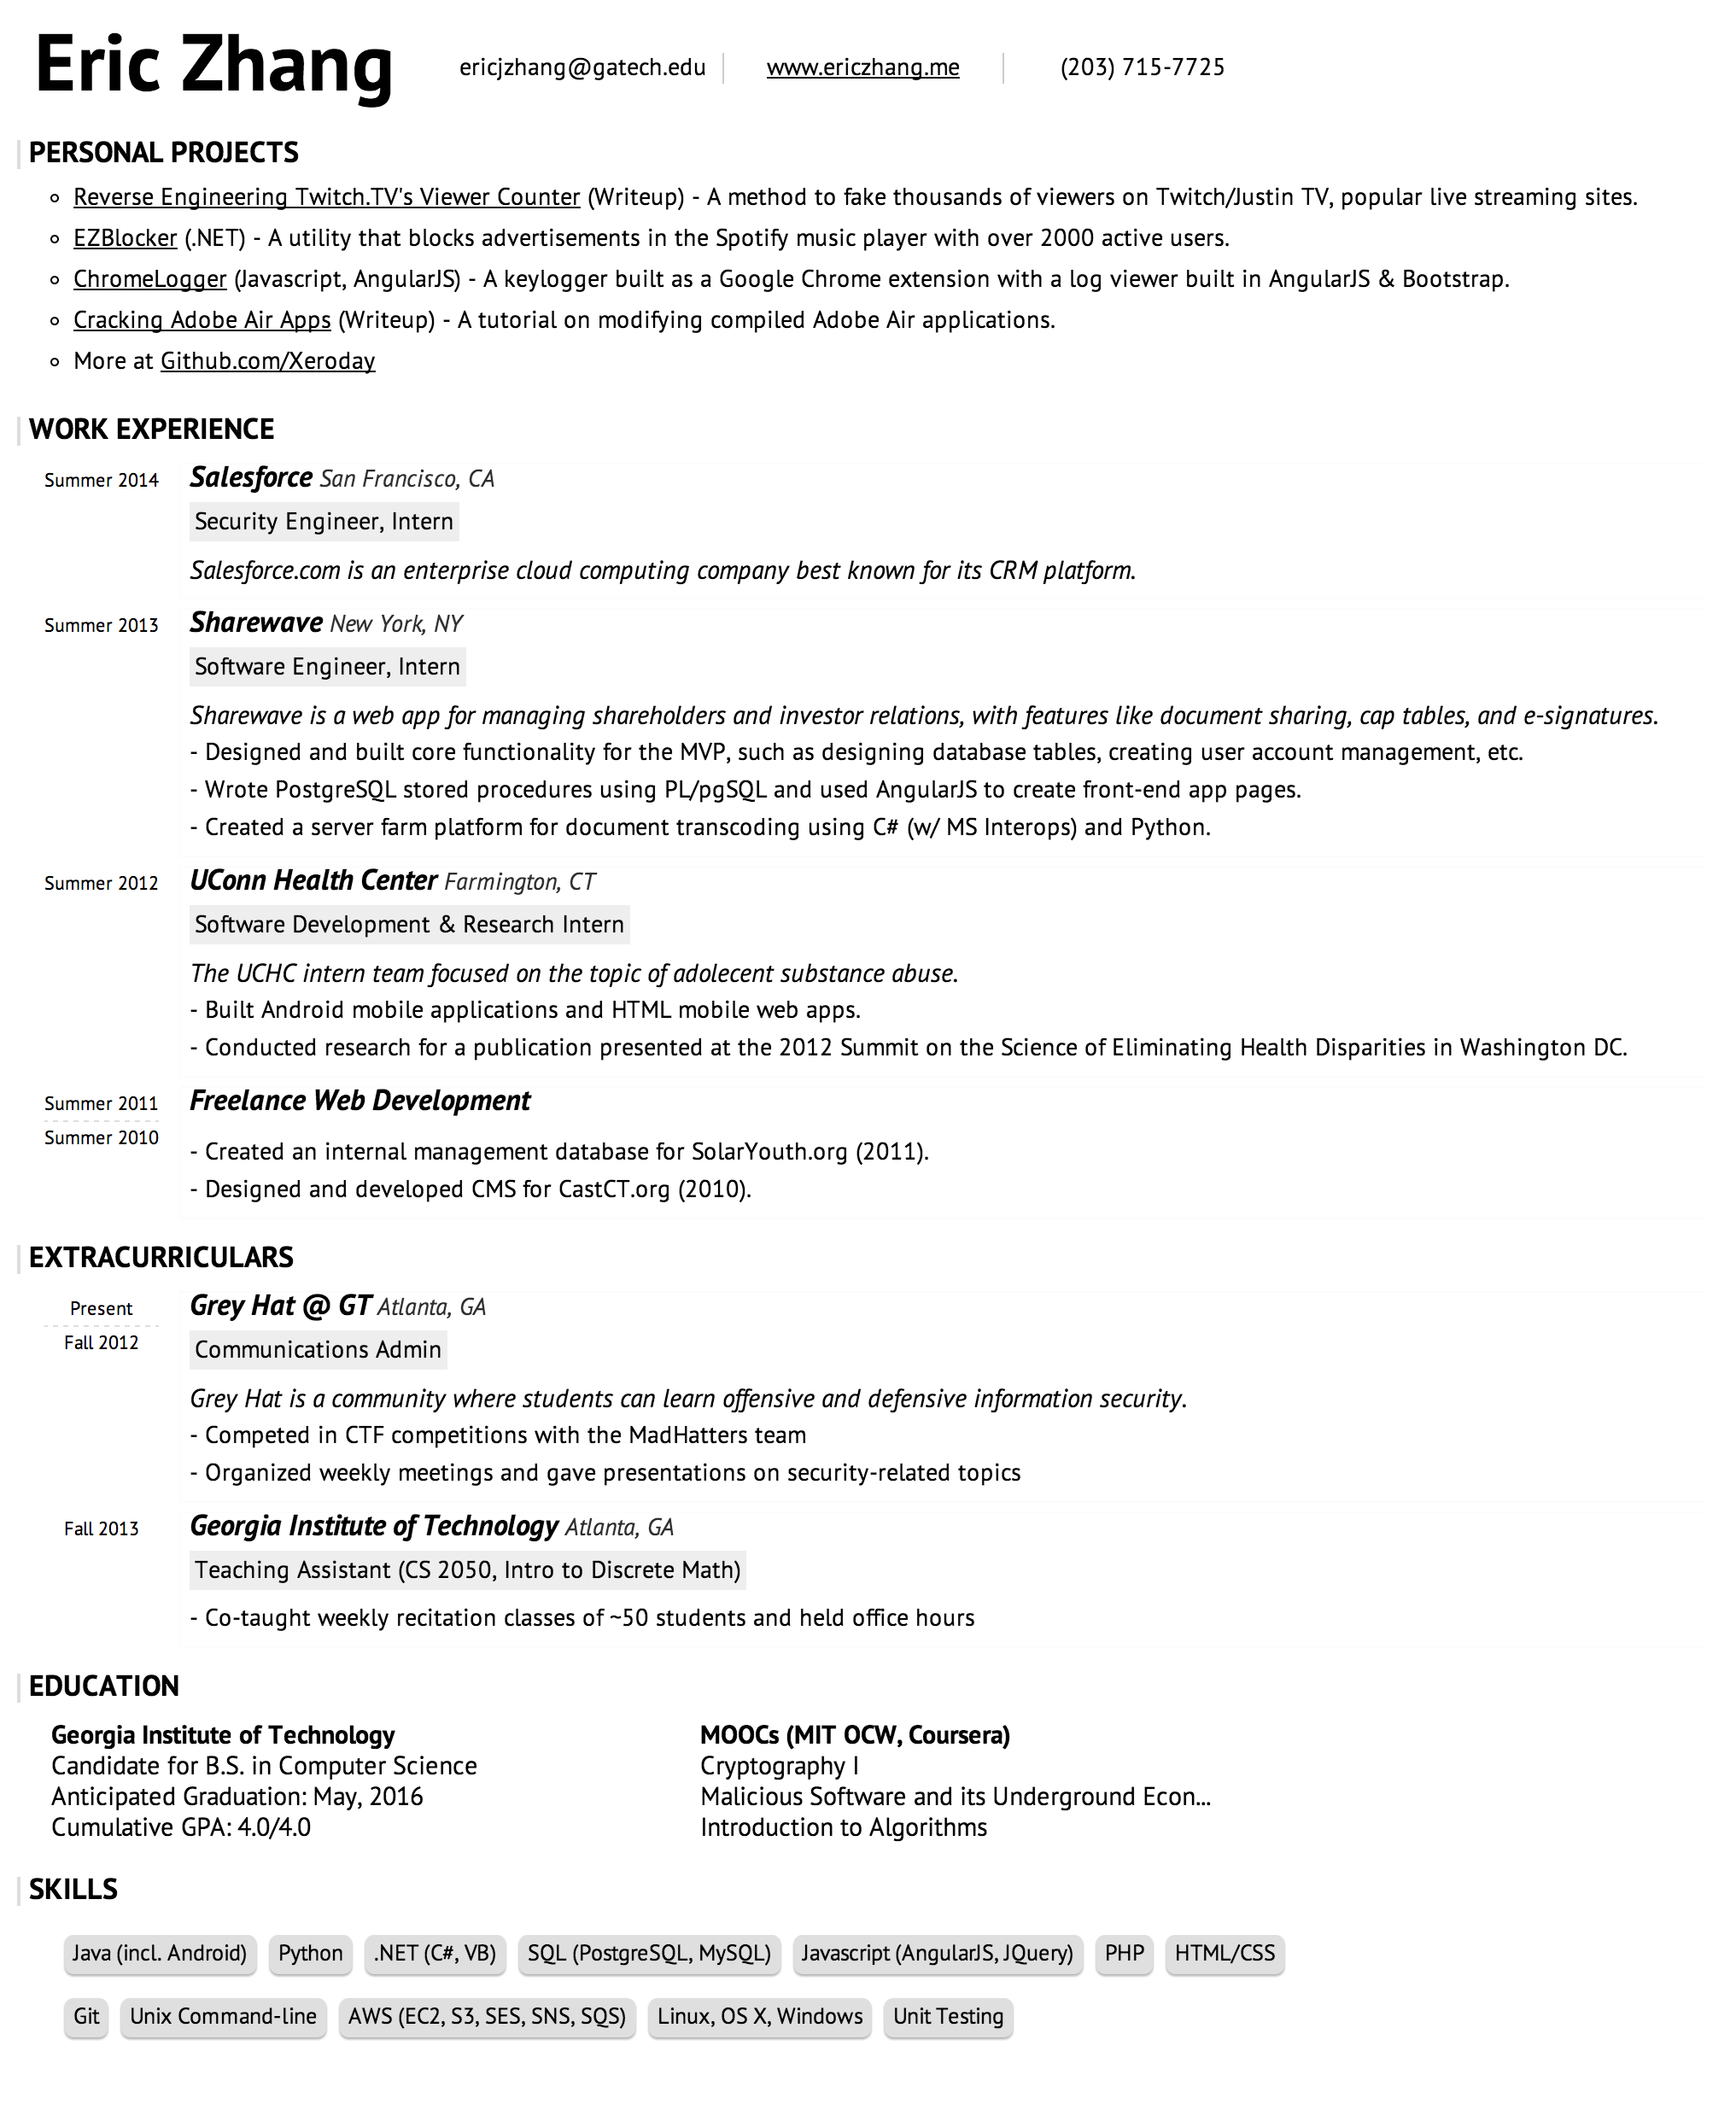 Eric Zhang ericjzhang@gatech.edu www.ericzhang.me (203) 715-7725
PERSONAL PROJECTS
Reverse Engineering Twitch.TV's Viewer Counter (Writeup) - A method to fake thousands of viewers on Twitch/Justin TV, popular live streaming sites.
EZBlocker (.NET) - A utility that blocks advertisements in the Spotify music player with over 2000 active users.
ChromeLogger (Javascript, AngularJS) - A keylogger built as a Google Chrome extension with a log viewer built in AngularJS & Bootstrap.
Cracking Adobe Air Apps (Writeup) - A tutorial on modifying compiled Adobe Air applications.
More at Github.com/Xeroday
WORK EXPERIENCE
Summer 2014 Salesforce San Francisco, CA
Security Engineer, Intern
Salesforce.com is an enterprise cloud computing company best known for its CRM platform.
Summer 2013 Sharewave New York, NY
Software Engineer, Intern
Sharewave is a web app for managing shareholders and investor relations, with features like document sharing, cap tables, and e-signatures.
- Designed and built core functionality for the MVP, such as designing database tables, creating user account management, etc.
- Wrote PostgreSQL stored procedures using PL/pgSQL and used AngularJS to create front-end app pages.
- Created a server farm platform for document transcoding using C# (w/ MS Interops) and Python.
Summer 2012 UConn Health Center Farmington, CT
Software Development & Research Intern
The UCHC intern team focused on the topic of adolecent substance abuse.
- Built Android mobile applications and HTML mobile web apps.
- Conducted research for a publication presented at the 2012 Summit on the Science of Eliminating Health Disparities in Washington DC.
Summer 2011 Freelance Web Development
Summer 2010
- Created an internal management database for SolarYouth.org (2011).
- Designed and developed CMS for CastCT.org (2010).
EXTRACURRICULARS
Present Grey Hat @ GT Atlanta, GA
Fall 2012
Communications Admin
Grey Hat is a community where students can learn offensive and defensive information security.
- Competed in CTF competitions with the MadHatters team
- Organized weekly meetings and gave presentations on security-related topics
Fall 2013 Georgia Institute of Technology Atlanta, GA
Teaching Assistant (CS 2050, Intro to Discrete Math)
- Co-taught weekly recitation classes of ~50 students and held office hours
EDUCATION
Georgia Institute of Technology
Candidate for B.S. in Computer Science
Anticipated Graduation: May, 2016
Cumulative GPA: 4.0/4.0
MOOCs (MIT OCW, Coursera)
Cryptography I
Malicious Software and its Underground Econ...
Introduction to Algorithms
SKILLS
Java (incl. Android) Python .NET (C#, VB) SQL (PostgreSQL, MySQL) Javascript (AngularJS, JQuery) PHP HTML/CSS
Git Unix Command-line AWS (EC2, S3, SES, SNS, SQS) Linux, OS X, Windows Unit Testing